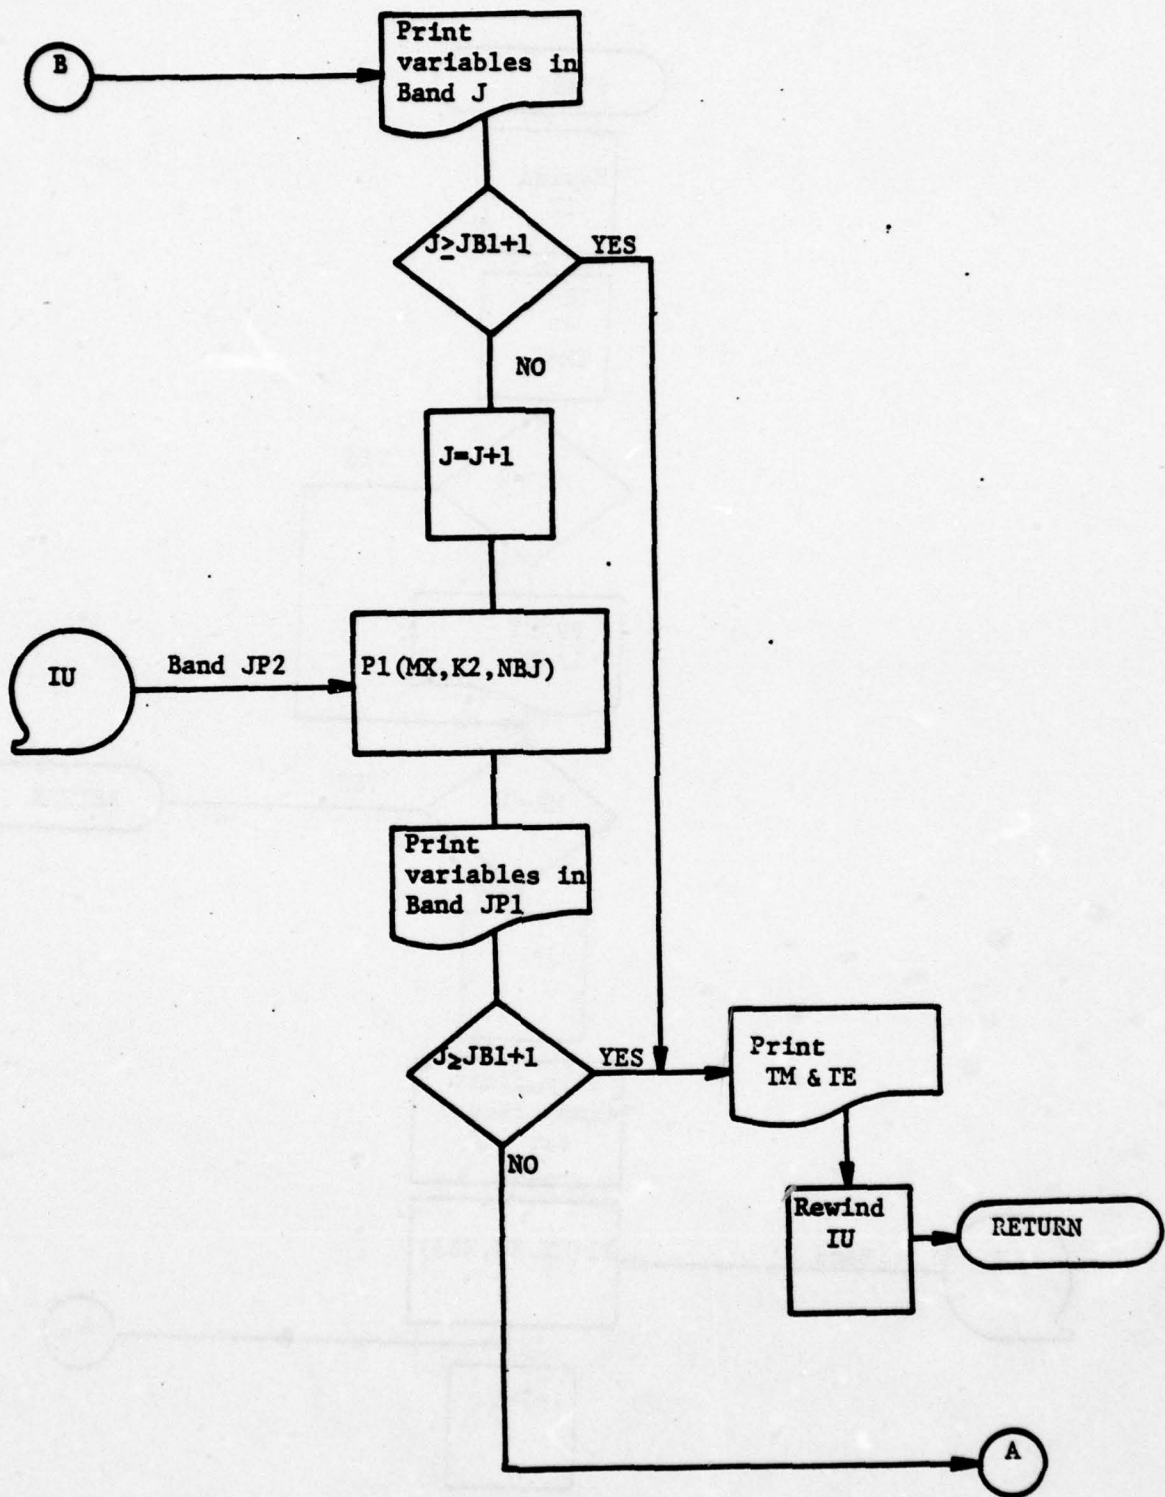 B
Print
variables in
Band J
J≥JB1+1
YES
NO
J=J+1
IU
Band JP2
P1(MX,K2,NBJ)
Print
variables in
Band JP1
J≥JB1+1
YES
NO
Print
TM & TE
Rewind
IU
RETURN
A